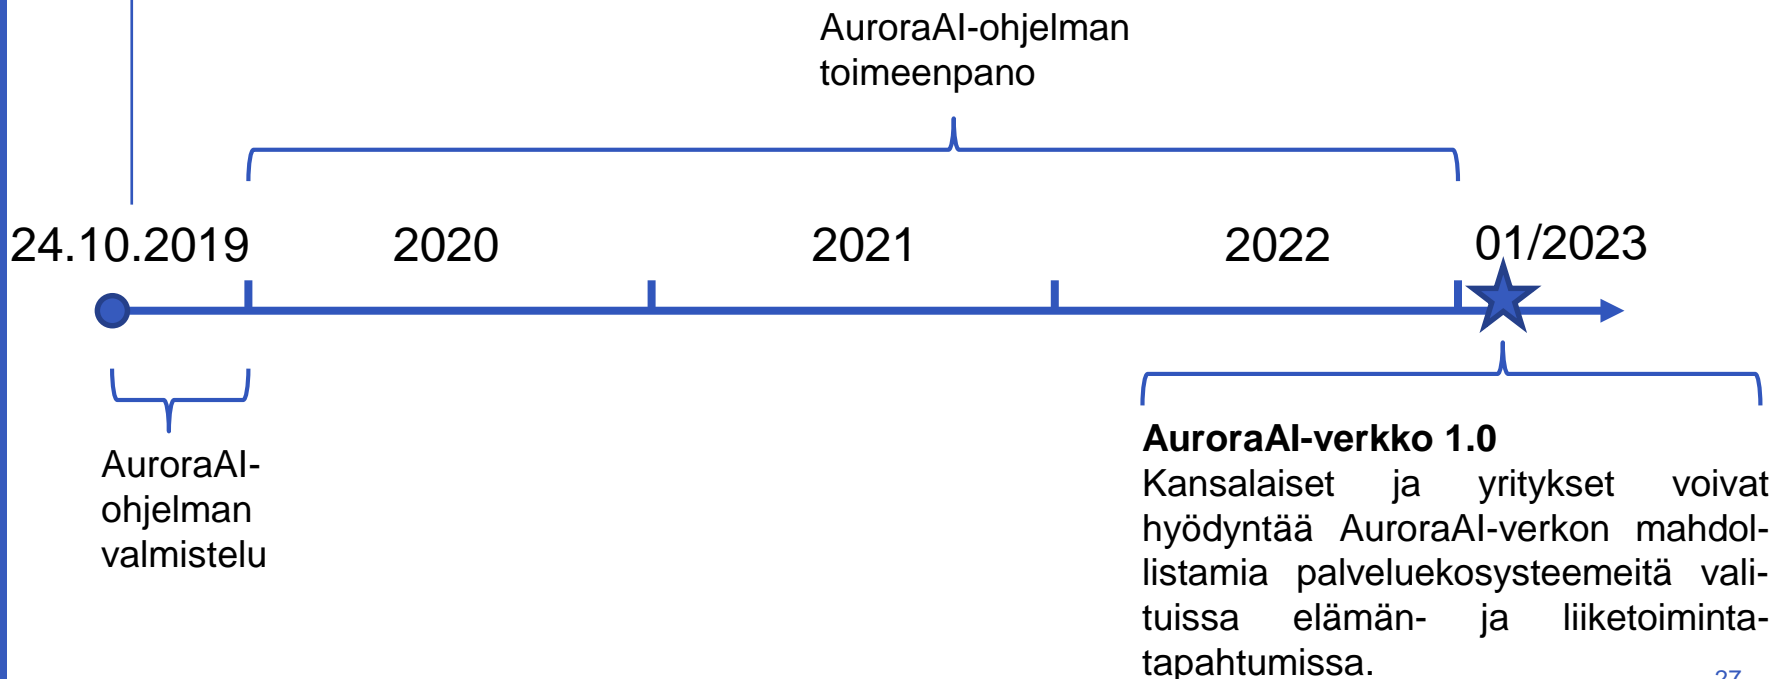 AuroraAI-ohjelman
toimeenpano
24.10.2019 2020 2021 2022 01/2023
AuroraAI-
ohjelman
valmistelu
AuroraAI-verkko 1.0
Kansalaiset ja yritykset voivat
hyödyntää AuroraAI-verkon mahdol-
listamia palveluekosysteemeitä vali-
tuissa elämän- ja liiketoiminta-
tapahtumissa.
27